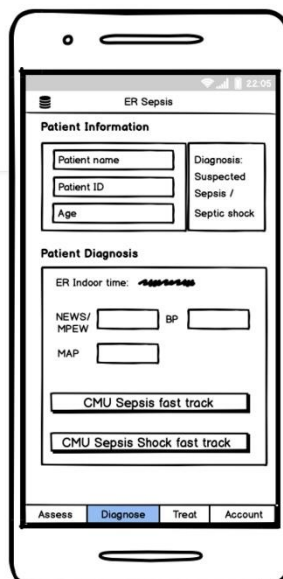 22:05
ER Sepsis
Patient Information
Patient name
Patient ID
Age
Diagnosis:
Suspected
Sepsis /
Septic shock
Patient Diagnosis
ER Indoor time:
NEWS/
MPEW
BP
MAP
CMU Sepsis fast track
CMU Sepsis Shock fast track
Assess
Diagnose
Treat
Account